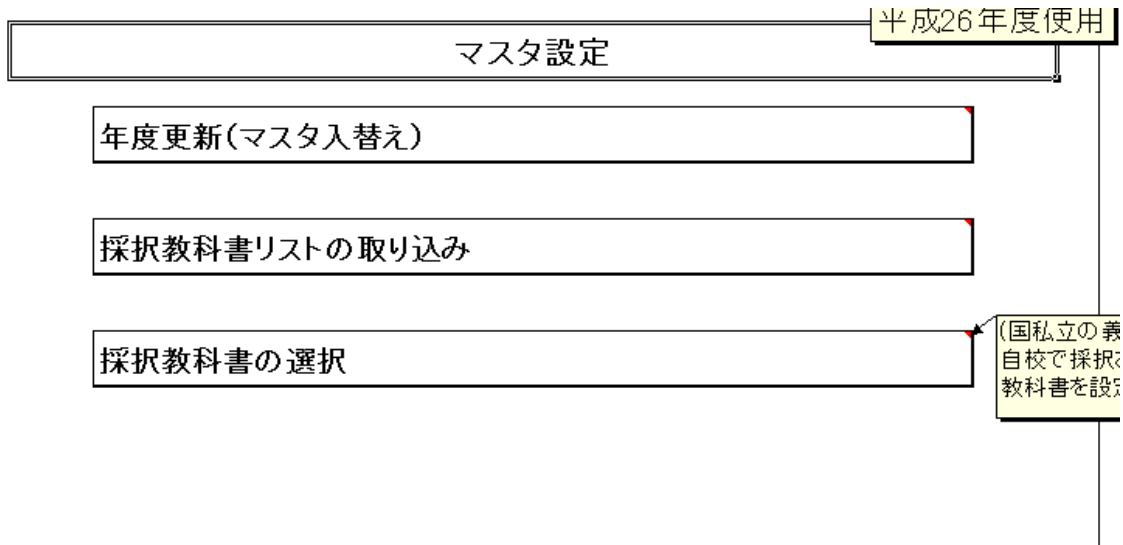 平成26年度使用
マスタ設定
年度更新(マスタ入替え)
採択教科書リストの取り込み
採択教科書の選択
(国私立の義
自校で採択
教科書を設定